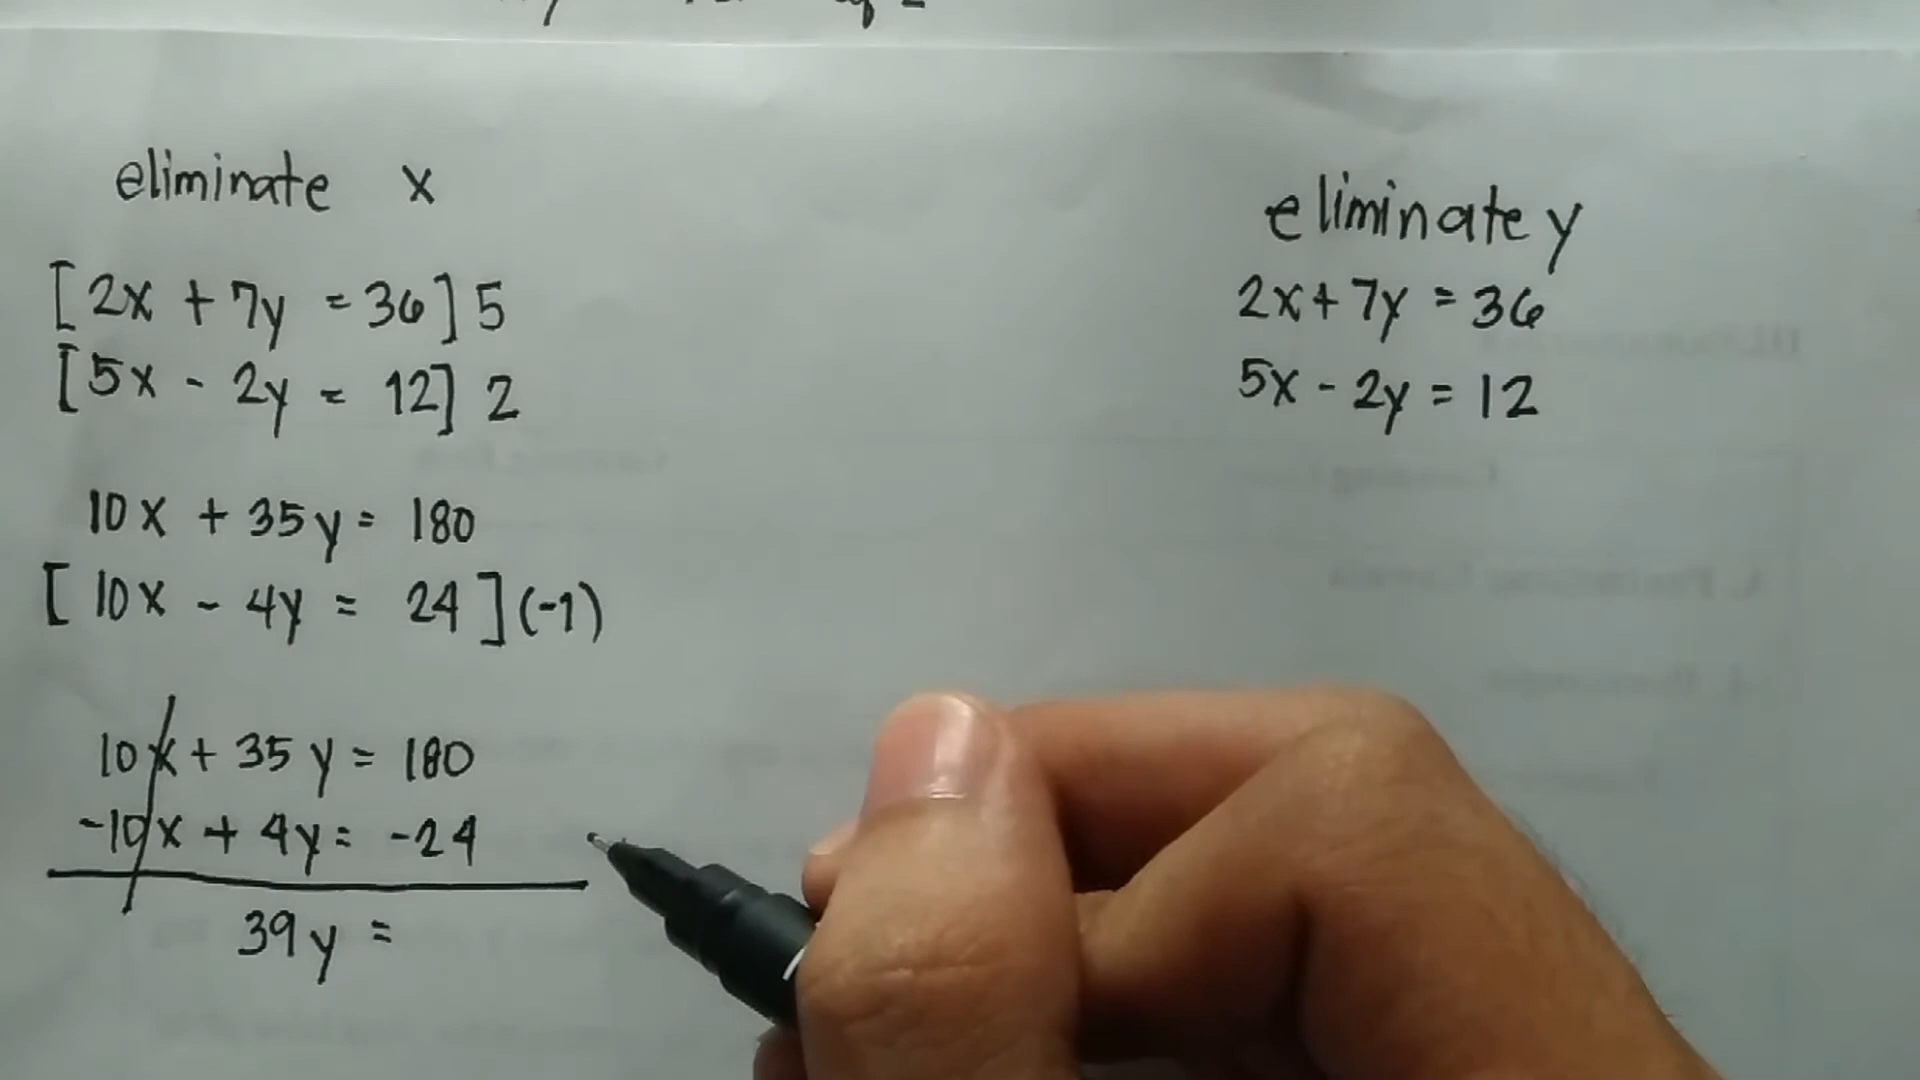 eliminate x
[2x + 7y = 36] 5
[5x - 2y = 12] 2
10x + 35y = 180
[10x - 4y = 24](-1)
10x + 35y = 180
-10x + 4y = -24
39y =
eliminate y
2x + 7y = 36
5x - 2y = 12